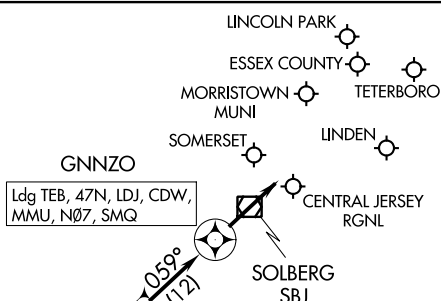 LINCOLN PARK
ESSEX COUNTY
TETERBORO
MORRISTOWN
MUNI
SOMERSET
LINDEN
GNNZO
Ldg TEB, 47N, LDJ, CDW,
MMU, NØ7, SMQ
CENTRAL JERSEY
RGNL
059°
(12)
SOLBERG
SBJ